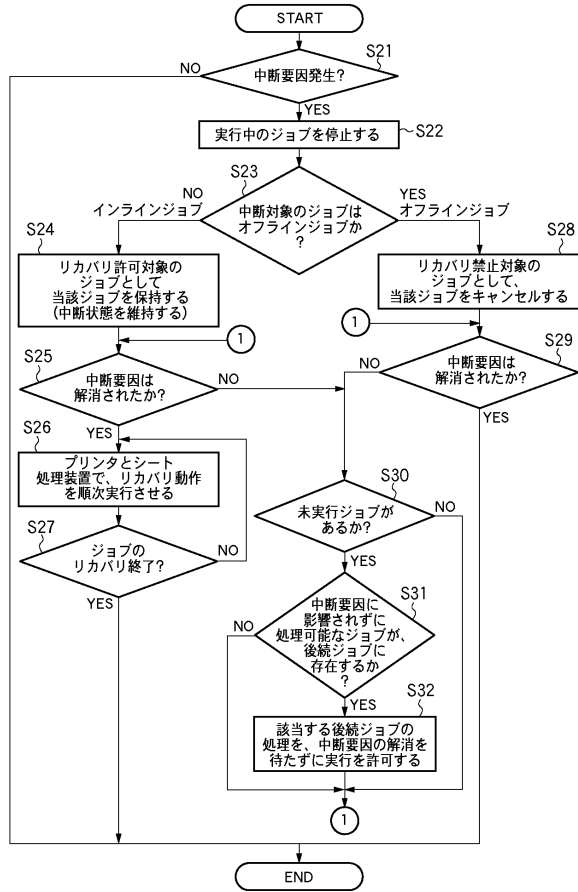 START
S21
NO
中断要因発生?
YES
実行中のジョブを停止する
S22
S23
NO
インラインジョブ
中断対象のジョブは
オフラインジョブか
?
YES
オフラインジョブ
S24
リカバリ許可対象の
ジョブとして
当該ジョブを保持する
(中断状態を維持する)
S28
リカバリ禁止対象の
ジョブとして、
当該ジョブをキャンセルする
1
1
S25
中断要因は
解消されたか?
NO
YES
S29
NO
中断要因は
解消されたか?
YES
S26
プリンタとシート
処理装置で、リカバリ動作
を順次実行させる
S27
ジョブの
リカバリ終了?
NO
YES
S30
未実行ジョブが
あるか?
NO
YES
S31
中断要因に
影響されずに
処理可能なジョブが、
後続ジョブに
存在するか
?
NO
YES
S32
該当する後続ジョブの
処理を、中断要因の解消を
待たずに実行を許可する
1
END